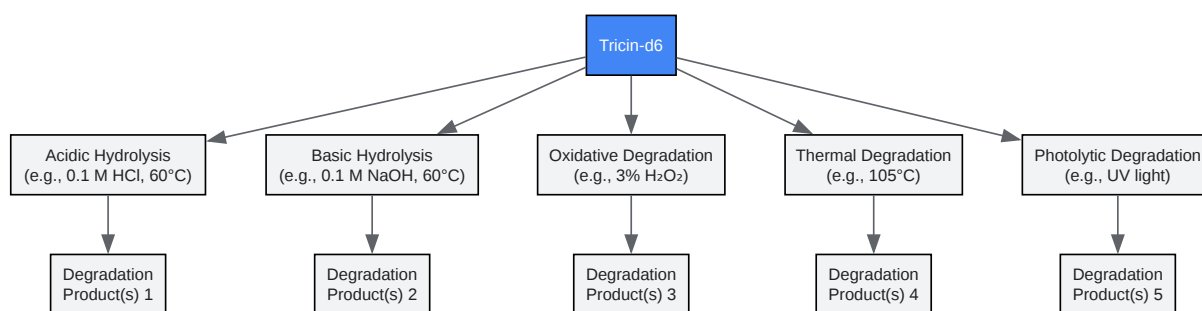 Tricin-d6
Acidic Hydrolysis
(e.g., 0.1 M HCl, 60°C)
Basic Hydrolysis
(e.g., 0.1 M NaOH, 60°C)
Oxidative Degradation
(e.g., 3% H₂O₂)
Thermal Degradation
(e.g., 105°C)
Photolytic Degradation
(e.g., UV light)
Degradation
Product(s) 1
Degradation
Product(s) 2
Degradation
Product(s) 3
Degradation
Product(s) 4
Degradation
Product(s) 5